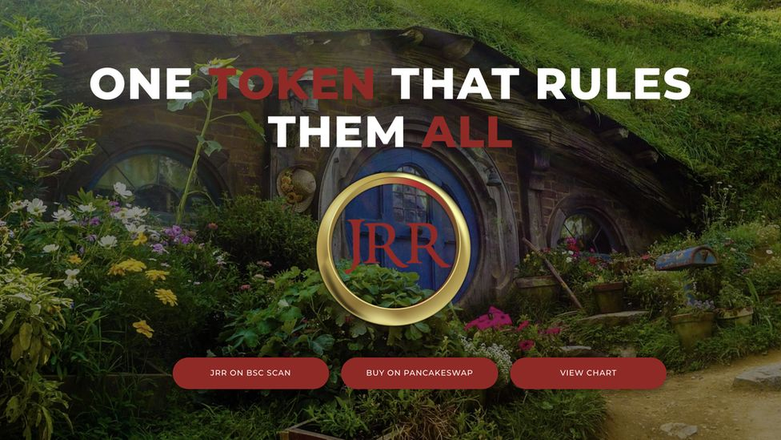 ONE TOKEN THAT RULES
THEM ALL
JRR
JRR ON BSC SCAN
BUY ON PANCAKESWAP
VIEW CHART